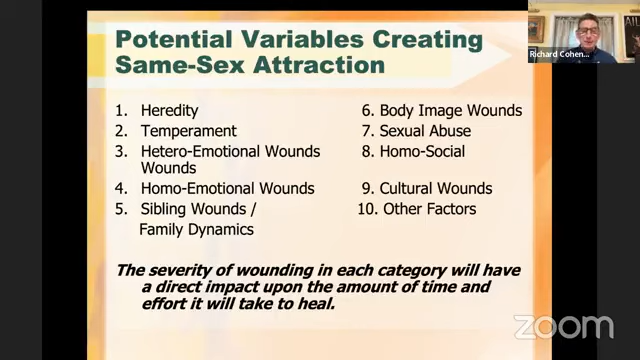 Potential Variables Creating
Same-Sex Attraction
Richard Cohen...
1. Heredity
2. Temperament
3. Hetero-Emotional Wounds
Wounds
4. Homo-Emotional Wounds
5. Sibling Wounds /
Family Dynamics
6. Body Image Wounds
7. Sexual Abuse
8. Homo-Social
9. Cultural Wounds
10. Other Factors
The severity of wounding in each category will have
a direct impact upon the amount of time and
effort it will take to heal.
zoom